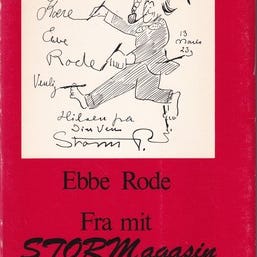 Kære
Ebbe
Rode
13
Marts
23
Venlig
Hilsen fra
Din Ven
Storm P.
Ebbe Rode
Fra mit
STORMagasin